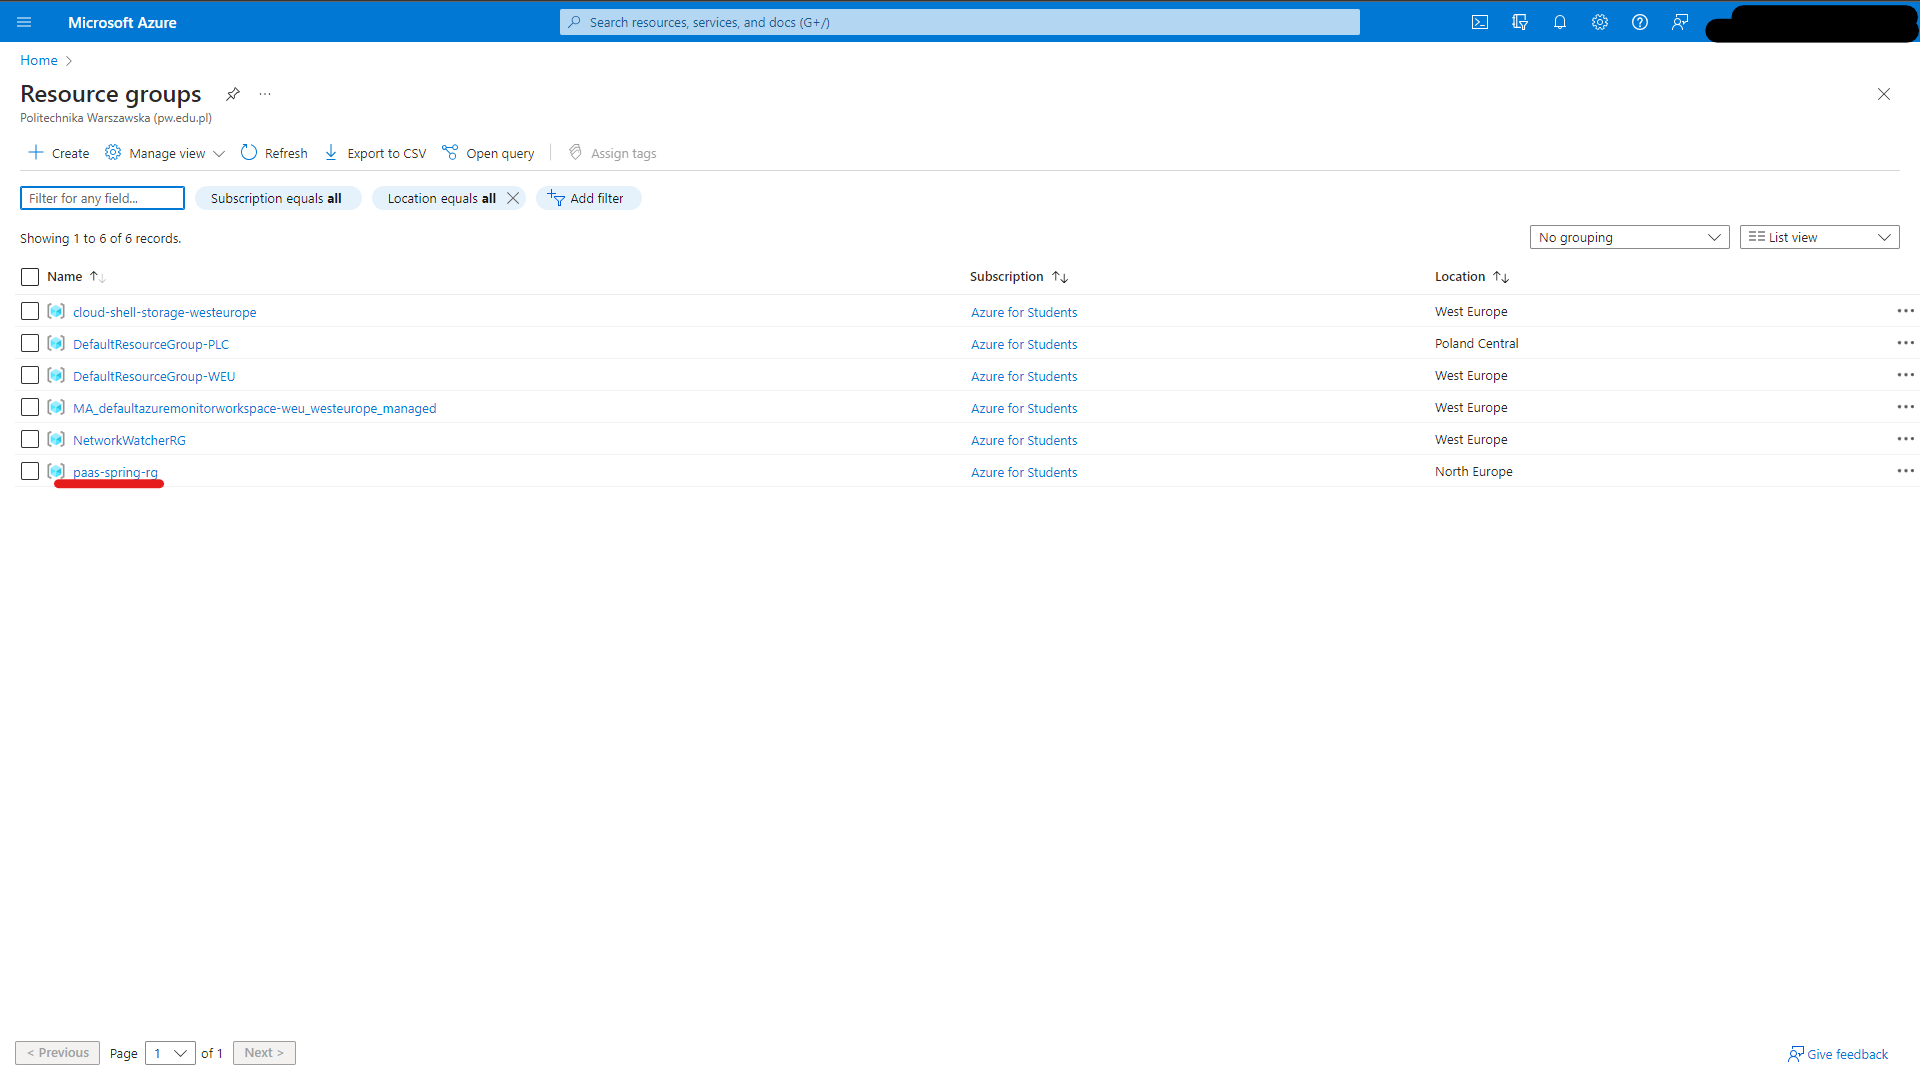 Microsoft Azure
Search resources, services, and docs (G+/)
Home
Resource groups
Politechnika Warszawska (pw.edu.pl)
Create Manage view Refresh Export to CSV Open query Assign tags
Filter for any field... Subscription equals all Location equals all Add filter
Showing 1 to 6 of 6 records. No grouping List view
Name Subscription Location
cloud-shell-storage-westeurope Azure for Students West Europe
DefaultResourceGroup-PLC Azure for Students Poland Central
DefaultResourceGroup-WEU Azure for Students West Europe
MA_defaultazuremonitorworkspace-weu_westeurope_managed Azure for Students West Europe
NetworkWatcherRG Azure for Students West Europe
paas-spring-rg Azure for Students North Europe
< Previous Page 1 of 1 Next > Give feedback